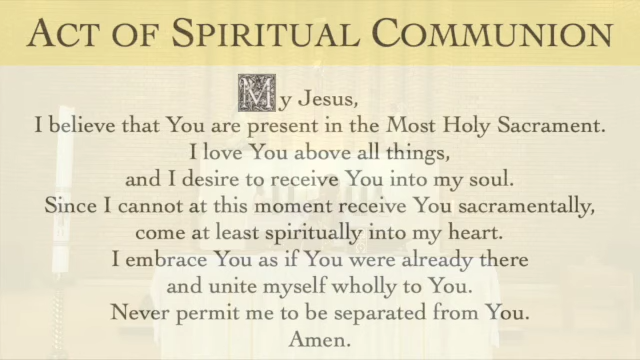 ACT OF SPIRITUAL COMMUNION
My Jesus,
I believe that You are present in the Most Holy Sacrament.
I love You above all things,
and I desire to receive You into my soul.
Since I cannot at this moment receive You sacramentally,
come at least spiritually into my heart.
I embrace You as if You were already there
and unite myself wholly to You.
Never permit me to be separated from You.
Amen.